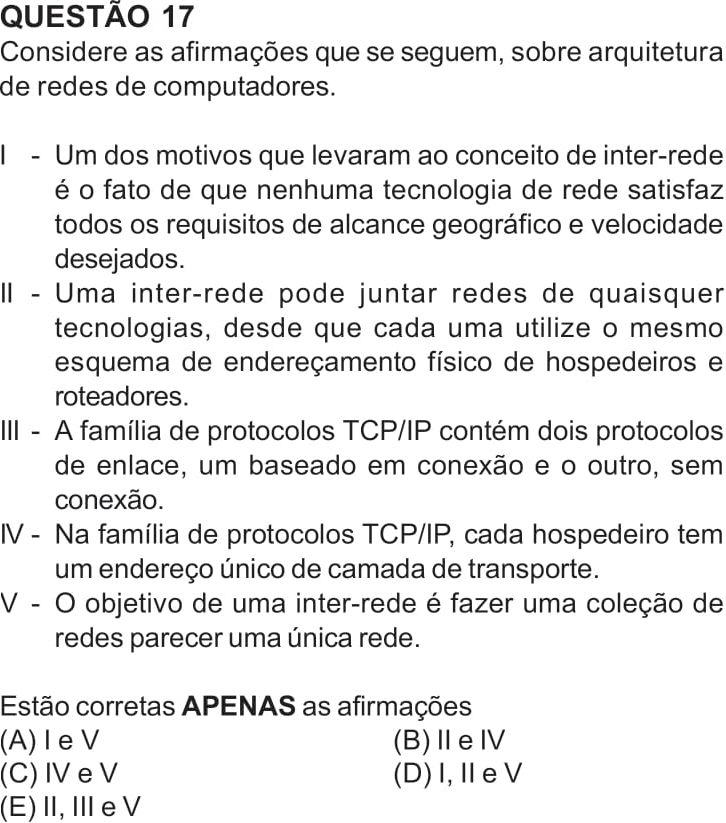 QUESTÃO 17
Considere as afirmações que se seguem, sobre arquitetura
de redes de computadores.
I - Um dos motivos que levaram ao conceito de inter-rede
é o fato de que nenhuma tecnologia de rede satisfaz
todos os requisitos de alcance geográfico e velocidade
desejados.
II - Uma inter-rede pode juntar redes de quaisquer
tecnologias, desde que cada uma utilize o mesmo
esquema de endereçamento físico de hospedeiros e
roteadores.
III - A família de protocolos TCP/IP contém dois protocolos
de enlace, um baseado em conexão e o outro, sem
conexão.
IV - Na família de protocolos TCP/IP, cada hospedeiro tem
um endereço único de camada de transporte.
V - O objetivo de uma inter-rede é fazer uma coleção de
redes parecer uma única rede.
Estão corretas APENAS as afirmações
(A) I e V (B) II e IV
(C) IV e V (D) I, II e V
(E) II, III e V